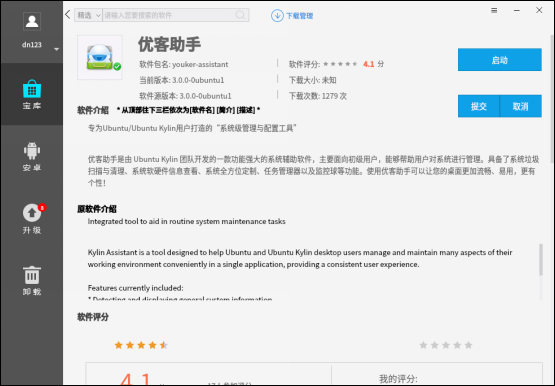 精选
请输入您要搜索的软件
下载管理
dn123
宝库
安卓
8
升级
卸载
优客助手
软件包名: youker-assistant
当前版本: 3.0.0-0ubuntu1
软件源版本: 3.0.0-0ubuntu1
软件评分: 4.1 分
下载大小: 未知
下载次数: 1279 次
启动
提交
取消
软件介绍 * 从顶部往下三栏依次为[软件名] [简介] [描述] *
专为Ubuntu/Ubuntu Kylin用户打造的“系统级管理与配置工具”
优客助手是由 Ubuntu Kylin 团队开发的一款功能强大的系统辅助软件，主要面向初级用户，能够帮助用户对系统进行管理。具备了系统垃圾
扫描与清理、系统软硬件信息查看、系统全方位定制、任务管理器以及监控球等功能。使用优客助手可以让您的桌面更加流畅、易用，更有
个性！
原软件介绍
Integrated tool to aid in routine system maintenance tasks
Kylin Assistant is a tool designed to help Ubuntu and Ubuntu Kylin desktop users manage and maintain many aspects of their
working environment conveniently in a single application, providing a consistent user experience.
Features currently included:
* Detecting and displaying general system information
软件评分
4.1
我的评分: